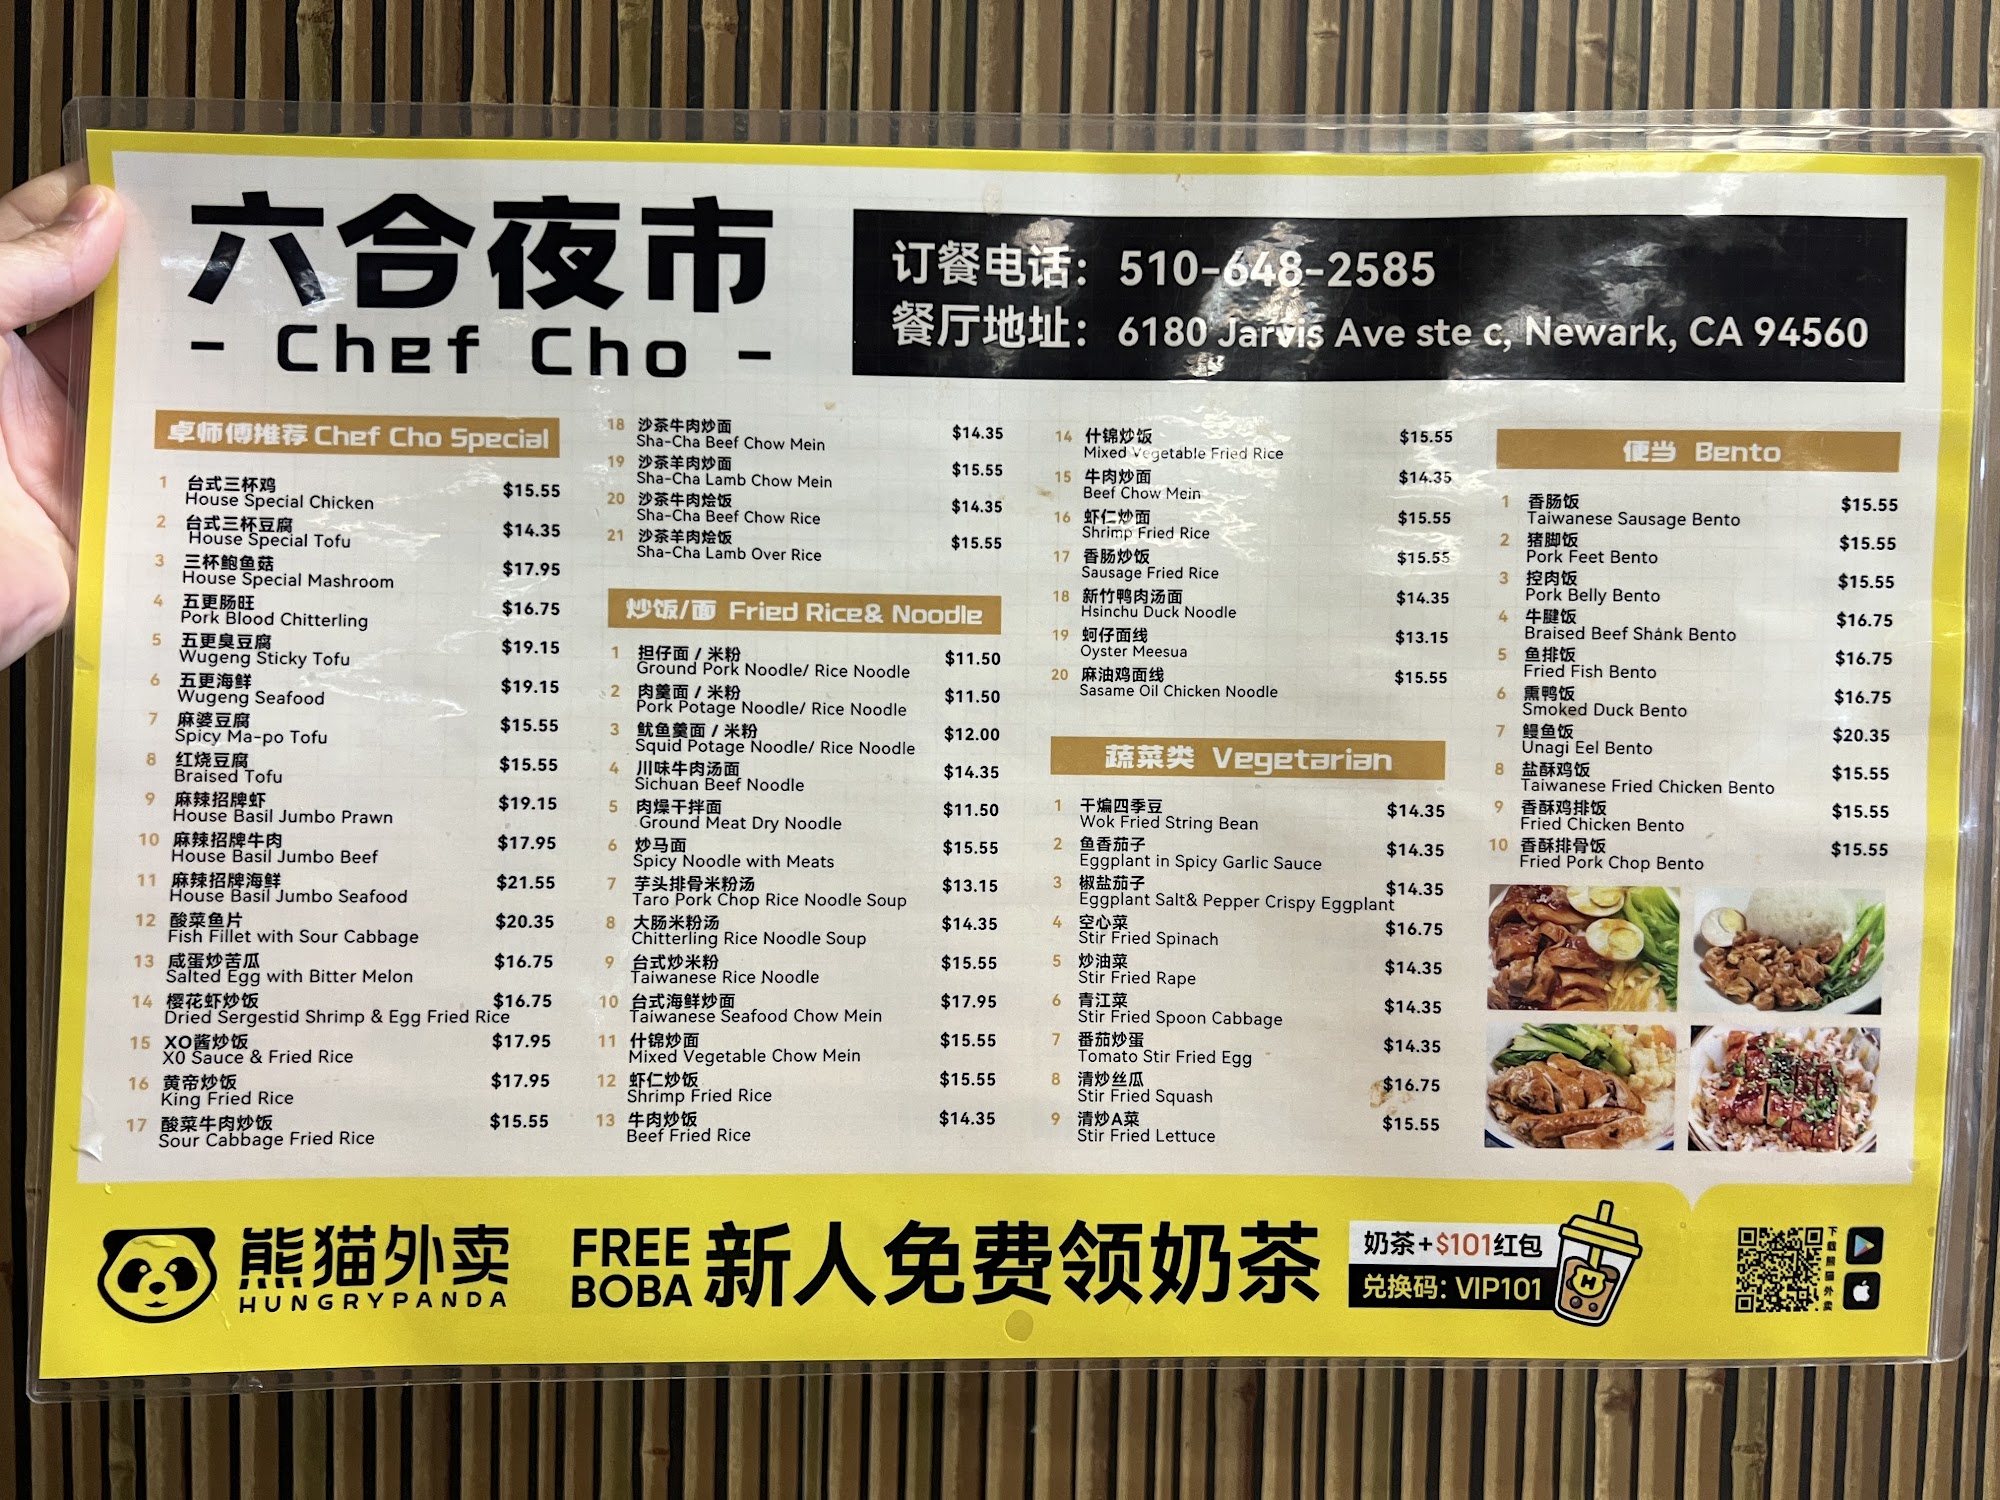 六合夜市
- Chef Cho -
订餐电话： 510-648-2585
餐厅地址： 6180 Jarvis Ave ste c, Newark, CA 94560
卓师傅推荐 Chef Cho Special
1 台式三杯鸡 $15.55
House Special Chicken
2 台式三杯豆腐 $14.35
House Special Tofu
3 三杯鲍鱼菇 $17.95
House Special Mashroom
4 五更肠旺 $16.75
Pork Blood Chitterling
5 五更臭豆腐 $19.15
Wugeng Sticky Tofu
6 五更海鲜 $19.15
Wugeng Seafood
7 麻婆豆腐 $15.55
Spicy Ma-po Tofu
8 红烧豆腐 $15.55
Braised Tofu
9 麻辣招牌虾 $19.15
House Basil Jumbo Prawn
10 麻辣招牌牛肉 $17.95
House Basil Jumbo Beef
11 麻辣招牌海鲜 $21.55
House Basil Jumbo Seafood
12 酸菜鱼片 $20.35
Fish Fillet with Sour Cabbage
13 咸蛋炒苦瓜 $16.75
Salted Egg with Bitter Melon
14 樱花虾炒饭 $16.75
Dried Sergestid Shrimp & Egg Fried Rice
15 XO酱炒饭 $17.95
X0 Sauce & Fried Rice
16 黄帝炒饭 $17.95
King Fried Rice
17 酸菜牛肉炒饭 $15.55
Sour Cabbage Fried Rice
18 沙茶牛肉炒面 $14.35
Sha-Cha Beef Chow Mein
19 沙茶羊肉炒面 $15.55
Sha-Cha Lamb Chow Mein
20 沙茶牛肉烩饭 $14.35
Sha-Cha Beef Chow Rice
21 沙茶羊肉烩饭 $15.55
Sha-Cha Lamb Over Rice
炒饭/面 Fried Rice& Noodle
1 担仔面 / 米粉 $11.50
Ground Pork Noodle/ Rice Noodle
2 肉羹面 / 米粉 $11.50
Pork Potage Noodle/ Rice Noodle
3 鱿鱼羹面 / 米粉 $12.00
Squid Potage Noodle/ Rice Noodle
4 川味牛肉汤面 $14.35
Sichuan Beef Noodle
5 肉燥干拌面 $11.50
Ground Meat Dry Noodle
6 炒马面 $15.55
Spicy Noodle with Meats
7 芋头排骨米粉汤 $13.15
Taro Pork Chop Rice Noodle Soup
8 大肠米粉汤 $14.35
Chitterling Rice Noodle Soup
9 台式炒米粉 $15.55
Taiwanese Rice Noodle
10 台式海鲜炒面 $17.95
Taiwanese Seafood Chow Mein
11 什锦炒面 $15.55
Mixed Vegetable Chow Mein
12 虾仁炒饭 $15.55
Shrimp Fried Rice
13 牛肉炒饭 $14.35
Beef Fried Rice
14 什锦炒饭 $15.55
Mixed Vegetable Fried Rice
15 牛肉炒面 $14.35
Beef Chow Mein
16 虾仁炒面 $15.55
Shrimp Fried Rice
17 香肠炒饭 $15.55
Sausage Fried Rice
18 新竹鸭肉汤面 $14.35
Hsinchu Duck Noodle
19 蚵仔面线 $13.15
Oyster Meesua
20 麻油鸡面线 $15.55
Sasame Oil Chicken Noodle
蔬菜类 Vegetarian
1 干煸四季豆 $14.35
Wok Fried String Bean
2 鱼香茄子 $14.35
Eggplant in Spicy Garlic Sauce
3 椒盐茄子 $14.35
Eggplant Salt& Pepper Crispy Eggplant
4 空心菜 $16.75
Stir Fried Spinach
5 炒油菜 $14.35
Stir Fried Rape
6 青江菜 $14.35
Stir Fried Spoon Cabbage
7 番茄炒蛋 $14.35
Tomato Stir Fried Egg
8 清炒丝瓜 $16.75
Stir Fried Squash
9 清炒A菜 $15.55
Stir Fried Lettuce
便当 Bento
1 香肠饭 $15.55
Taiwanese Sausage Bento
2 猪脚饭 $15.55
Pork Feet Bento
3 控肉饭 $15.55
Pork Belly Bento
4 牛腱饭 $16.75
Braised Beef Shank Bento
5 鱼排饭 $16.75
Fried Fish Bento
6 熏鸭饭 $16.75
Smoked Duck Bento
7 鳗鱼饭 $20.35
Unagi Eel Bento
8 盐酥鸡饭 $15.55
Taiwanese Fried Chicken Bento
9 香酥鸡排饭 $15.55
Fried Chicken Bento
10 香酥排骨饭 $15.55
Fried Pork Chop Bento
熊猫外卖
HUNGRYPANDA
FREE BOBA 新人免费领奶茶
奶茶+$101红包
兑换码: VIP101
H
下载熊猫外卖